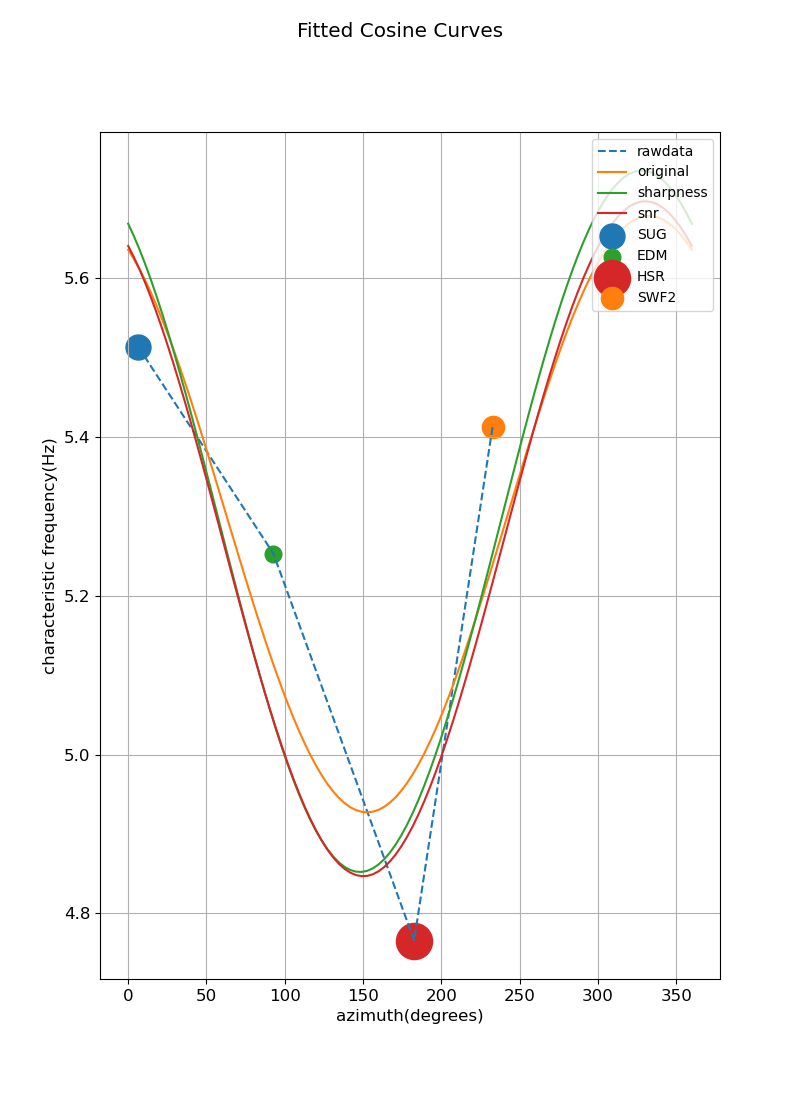 Fitted Cosine Curves
rawdata
original
sharpness
snr
SUG
EDM
HSR
SWF2
characteristic frequency(Hz)
5.6
5.4
5.2
5.0
4.8
0 50 100 150 200 250 300 350
azimuth(degrees)